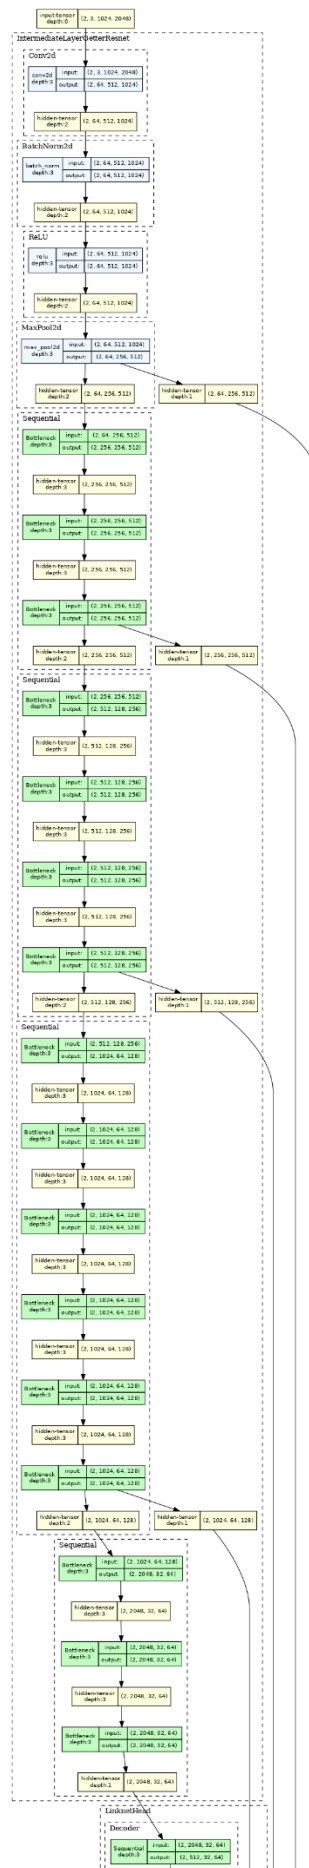 input-tensor
depth:0
(2, 3, 1024, 2048)
IntermediateLayerGetterResnet
Conv2d
conv2d
depth:3
input:
(2, 3, 1024, 2048)
output:
(2, 64, 512, 1024)
hidden-tensor
depth:2
(2, 64, 512, 1024)
BatchNorm2d
batch_norm
depth:3
input:
(2, 64, 512, 1024)
output:
(2, 64, 512, 1024)
hidden-tensor
depth:2
(2, 64, 512, 1024)
ReLU
relu
depth:3
input:
(2, 64, 512, 1024)
output:
(2, 64, 512, 1024)
hidden-tensor
depth:2
(2, 64, 512, 1024)
MaxPool2d
max_pool2d
depth:3
input:
(2, 64, 512, 1024)
output:
(2, 64, 256, 512)
hidden-tensor
depth:2
(2, 64, 256, 512)
hidden-tensor
depth:1
(2, 64, 256, 512)
Sequential
Bottleneck
depth:3
input:
(2, 64, 256, 512)
output:
(2, 256, 256, 512)
hidden-tensor
depth:3
(2, 256, 256, 512)
Bottleneck
depth:3
input:
(2, 256, 256, 512)
output:
(2, 256, 256, 512)
hidden-tensor
depth:3
(2, 256, 256, 512)
Bottleneck
depth:3
input:
(2, 256, 256, 512)
output:
(2, 256, 256, 512)
hidden-tensor
depth:2
(2, 256, 256, 512)
hidden-tensor
depth:1
(2, 256, 256, 512)
Sequential
Bottleneck
depth:3
input:
(2, 256, 256, 512)
output:
(2, 512, 128, 256)
hidden-tensor
depth:3
(2, 512, 128, 256)
Bottleneck
depth:3
input:
(2, 512, 128, 256)
output:
(2, 512, 128, 256)
hidden-tensor
depth:3
(2, 512, 128, 256)
Bottleneck
depth:3
input:
(2, 512, 128, 256)
output:
(2, 512, 128, 256)
hidden-tensor
depth:3
(2, 512, 128, 256)
Bottleneck
depth:3
input:
(2, 512, 128, 256)
output:
(2, 512, 128, 256)
hidden-tensor
depth:2
(2, 512, 128, 256)
hidden-tensor
depth:1
(2, 512, 128, 256)
Sequential
Bottleneck
depth:3
input:
(2, 512, 128, 256)
output:
(2, 1024, 64, 128)
hidden-tensor
depth:3
(2, 1024, 64, 128)
Bottleneck
depth:3
input:
(2, 1024, 64, 128)
output:
(2, 1024, 64, 128)
hidden-tensor
depth:3
(2, 1024, 64, 128)
Bottleneck
depth:3
input:
(2, 1024, 64, 128)
output:
(2, 1024, 64, 128)
hidden-tensor
depth:3
(2, 1024, 64, 128)
Bottleneck
depth:3
input:
(2, 1024, 64, 128)
output:
(2, 1024, 64, 128)
hidden-tensor
depth:3
(2, 1024, 64, 128)
Bottleneck
depth:3
input:
(2, 1024, 64, 128)
output:
(2, 1024, 64, 128)
hidden-tensor
depth:3
(2, 1024, 64, 128)
Bottleneck
depth:3
input:
(2, 1024, 64, 128)
output:
(2, 1024, 64, 128)
hidden-tensor
depth:2
(2, 1024, 64, 128)
hidden-tensor
depth:1
(2, 1024, 64, 128)
Sequential
Bottleneck
depth:3
input:
(2, 1024, 64, 128)
output:
(2, 2048, 32, 64)
hidden-tensor
depth:3
(2, 2048, 32, 64)
Bottleneck
depth:3
input:
(2, 2048, 32, 64)
output:
(2, 2048, 32, 64)
hidden-tensor
depth:3
(2, 2048, 32, 64)
Bottleneck
depth:3
input:
(2, 2048, 32, 64)
output:
(2, 2048, 32, 64)
hidden-tensor
depth:1
(2, 2048, 32, 64)
LinknetHead
Decoder
Sequential
depth:3
input:
(2, 2048, 32, 64)
output:
(2, 512, 32, 64)